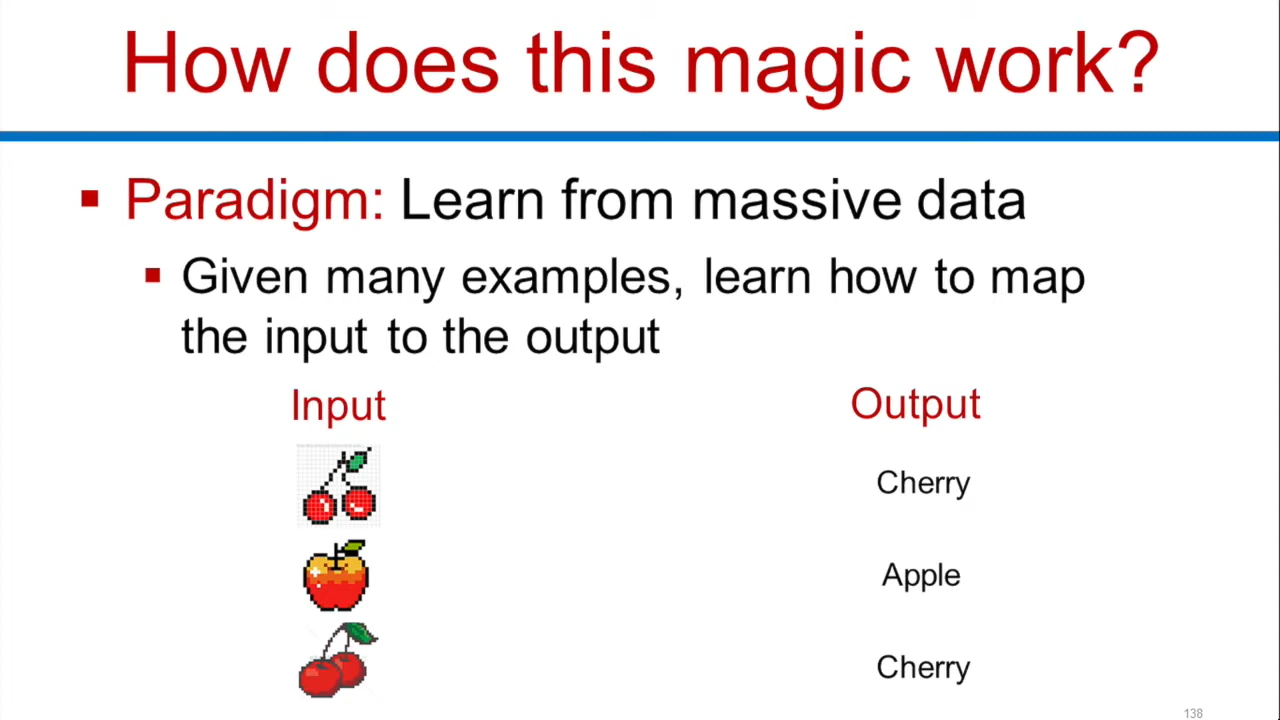 How does this magic work?
Paradigm: Learn from massive data
Given many examples, learn how to map
the input to the output
Input Output
Cherry
Apple
Cherry
138